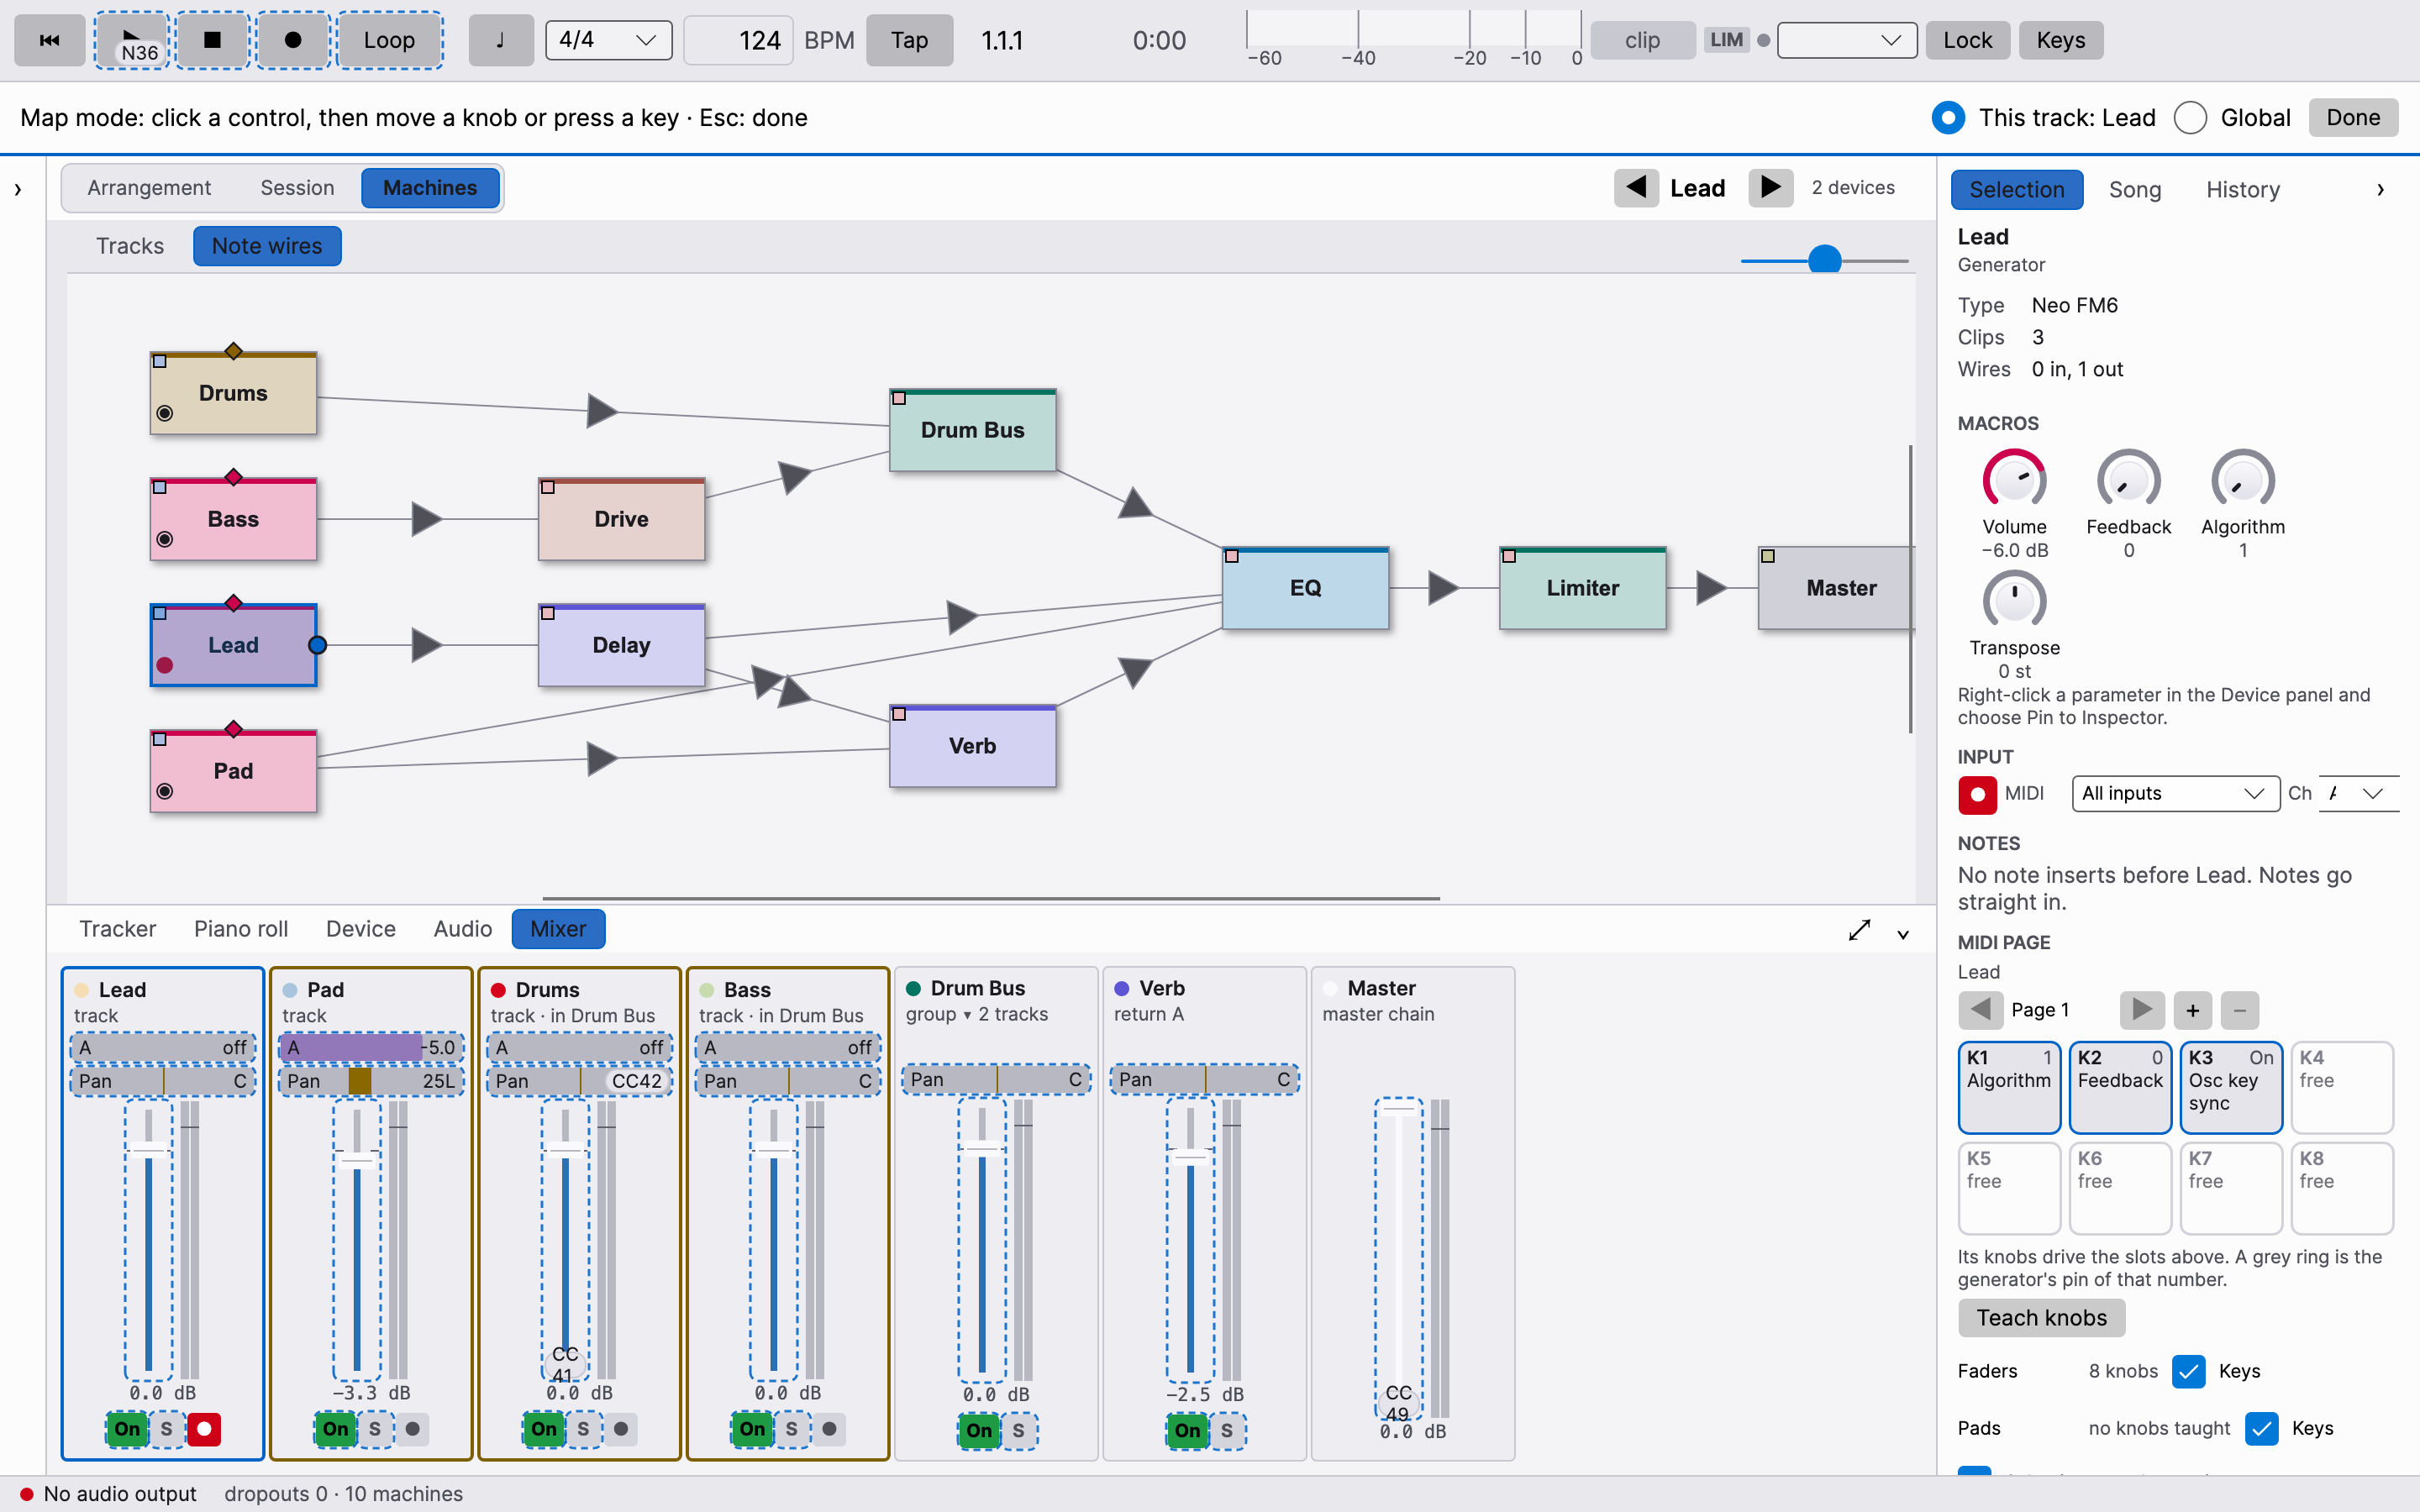 N36
Loop
4/4
124
BPM
Tap
1.1.1
0:00
−60
−40
−20
−10
0
clip
LIM
Lock
Keys
Map mode: click a control, then move a knob or press a key · Esc: done
This track: Lead
Global
Done
Arrangement
Session
Machines
Lead
2 devices
Tracks
Note wires
Drums
Bass
Lead
Pad
Drive
Delay
Drum Bus
Verb
EQ
Limiter
Master
Selection
Song
History
Lead
Generator
Type Neo FM6
Clips 3
Wires 0 in, 1 out
MACROS
Volume
−6.0 dB
Feedback
0
Algorithm
1
Transpose
0 st
Right-click a parameter in the Device panel and
choose Pin to Inspector.
INPUT
MIDI
All inputs
Ch
NOTES
No note inserts before Lead. Notes go
straight in.
MIDI PAGE
Lead
Page 1
+
−
K1 1
Algorithm
K2 0
Feedback
K3 On
Osc key
sync
K4
free
K5
free
K6
free
K7
free
K8
free
Its knobs drive the slots above. A grey ring is the
generator's pin of that number.
Teach knobs
Faders 8 knobs Keys
Pads no knobs taught Keys
Tracker
Piano roll
Device
Audio
Mixer
Lead
track
A off
Pan C
0.0 dB
On S
Pad
track
A -5.0
Pan 25L
−3.3 dB
On S
Drums
track · in Drum Bus
A off
Pan CC42
CC
41
0.0 dB
On S
Bass
track · in Drum Bus
A off
Pan C
0.0 dB
On S
Drum Bus
group ▾ 2 tracks
Pan C
0.0 dB
On S
Verb
return A
Pan C
−2.5 dB
On S
Master
master chain
CC
49
0.0 dB
No audio output
dropouts 0 · 10 machines